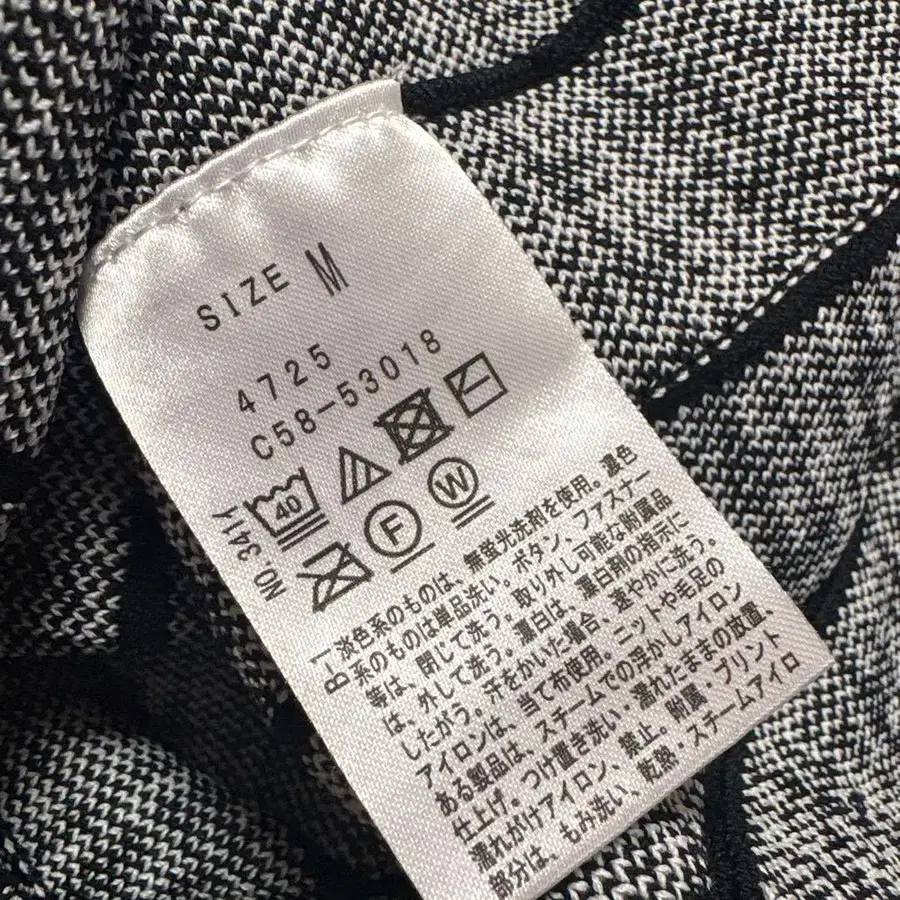 SIZE M
4725
C58-53018
NO. 3414
40
F
W
B-1 淡色系のものは、無蛍光洗剤を使用。濃色
系のものは単品洗い。ボタン、ファスナー
等は、閉じて洗う。取り外し可能な附属品
は、外して洗う。漂白は、漂白剤の指示に
したがう。汗をかいた場合、速やかに洗う。
アイロンは、当て布使用。ニットや毛足の
ある製品は、スチームでの浮かしアイロン
仕上げ。つけ置き洗い・濡れたままの放置、
濡れがけアイロン、禁止。附属・プリント
部分は、もみ洗い、乾熱・スチームアイロ